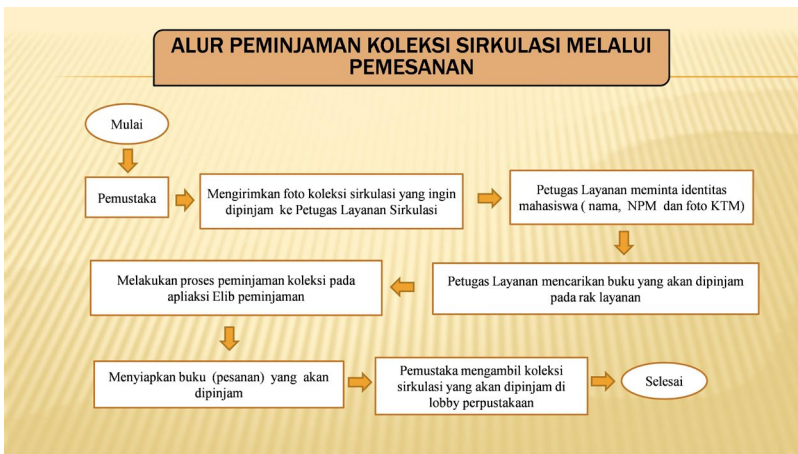 ALUR PEMINJAMAN KOLEKSI SIRKULASI MELALUI
PEMESANAN
Mulai
Pemustaka
Mengirimkan foto koleksi sirkulasi yang ingin
dipinjam ke Petugas Layanan Sirkulasi
Petugas Layanan meminta identitas
mahasiswa ( nama, NPM dan foto KTM)
Petugas Layanan mencarikan buku yang akan dipinjam
pada rak layanan
Melakukan proses peminjaman koleksi pada
apliaksi Elib peminjaman
Menyiapkan buku (pesanan) yang akan
dipinjam
Pemustaka mengambil koleksi
sirkulasi yang akan dipinjam di
lobby perpustakaan
Selesai